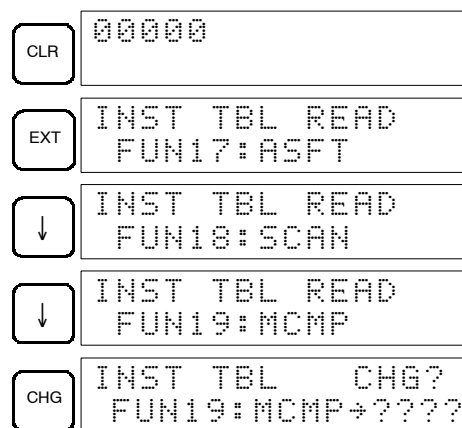 CLR
00000
EXT
INST TBL READ
FUN17:ASFT
↓
INST TBL READ
FUN18:SCAN
↓
INST TBL READ
FUN19:MCMP
CHG
INST TBL CHG?
FUN19:MCMP→????